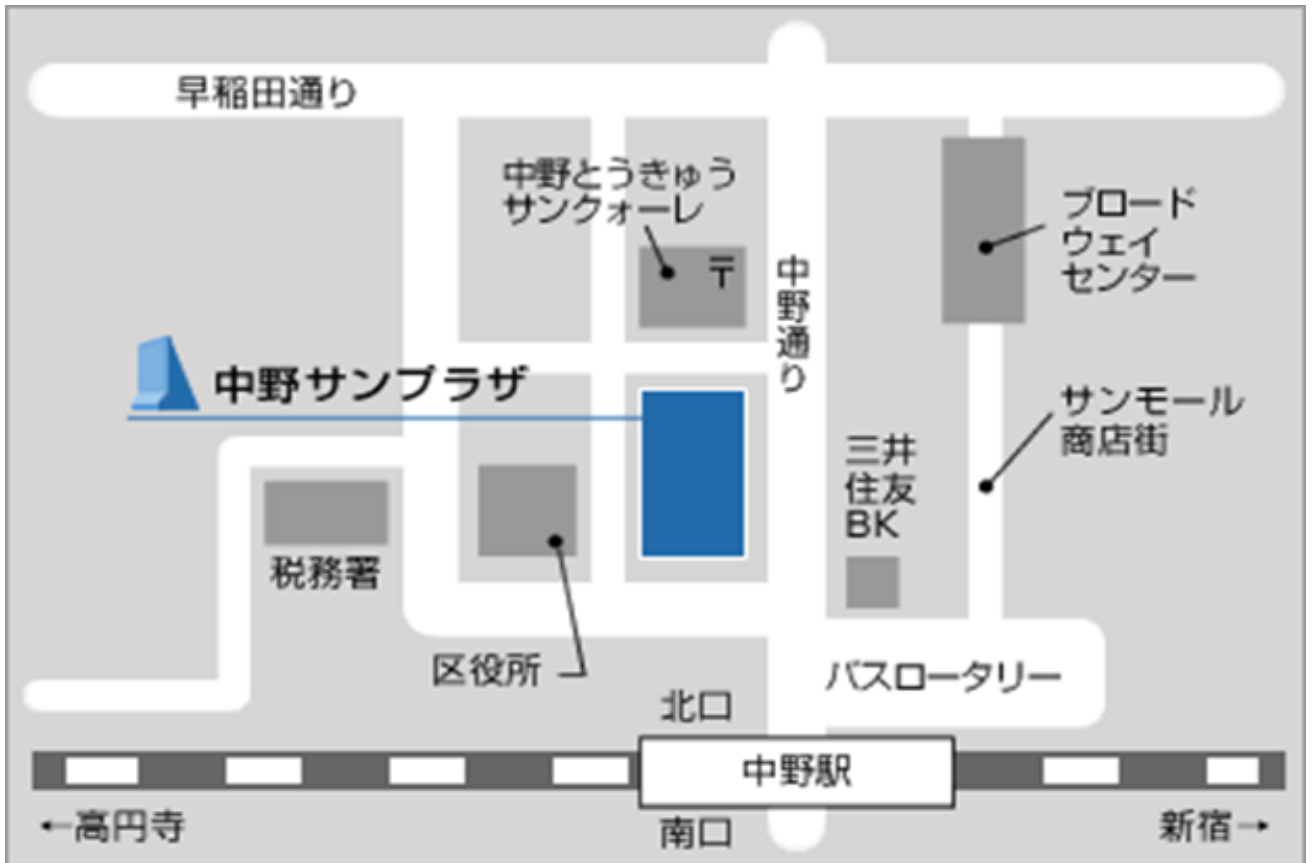 早稲田通り
中野とうきゅう
サンクォーレ
〒
中野通り
ブロード
ウェイ
センター
中野サンプラザ
サンモール
商店街
三井
住友
BK
税務署
区役所
バスロータリー
北口
中野駅
←高円寺
南口
新宿→